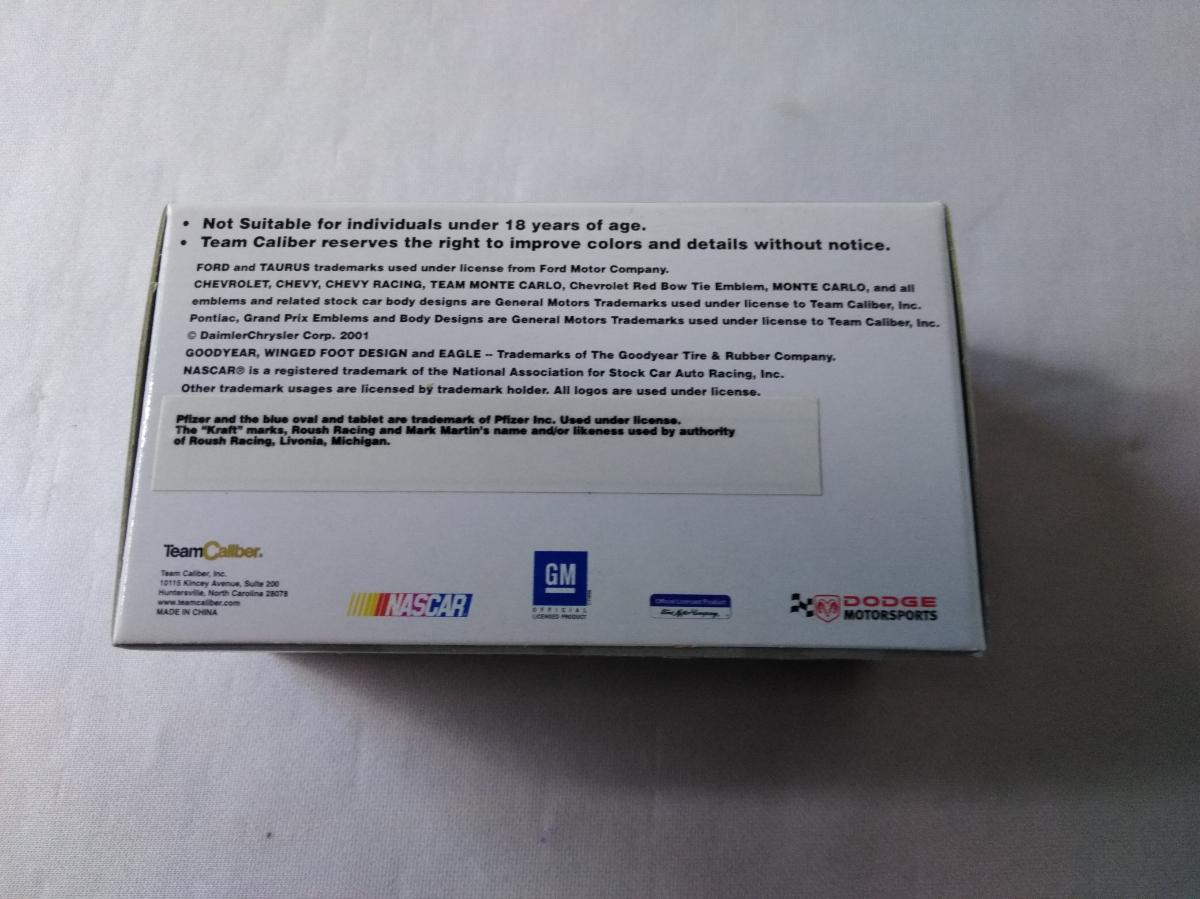 • Not Suitable for individuals under 18 years of age.
• Team Caliber reserves the right to improve colors and details without notice.
FORD and TAURUS trademarks used under license from Ford Motor Company.
CHEVROLET, CHEVY, CHEVY RACING, TEAM MONTE CARLO, Chevrolet Red Bow Tie Emblem, MONTE CARLO, and all
emblems and related stock car body designs are General Motors Trademarks used under license to Team Caliber, Inc.
Pontiac, Grand Prix Emblems and Body Designs are General Motors Trademarks used under license to Team Caliber, Inc.
© DaimlerChrysler Corp. 2001
GOODYEAR, WINGED FOOT DESIGN and EAGLE -- Trademarks of The Goodyear Tire & Rubber Company.
NASCAR® is a registered trademark of the National Association for Stock Car Auto Racing, Inc.
Other trademark usages are licensed by trademark holder. All logos are used under license.
Pfizer and the blue oval and tablet are trademark of Pfizer Inc. Used under license.
The "Kraft" marks, Roush Racing and Mark Martin's name and/or likeness used by authority
of Roush Racing, Livonia, Michigan.
TeamCaliber.
Team Caliber, Inc.
10115 Kincey Avenue, Suite 200
Huntersville, North Carolina 28078
www.teamcaliber.com
MADE IN CHINA
NASCAR
GM
OFFICIAL
LICENSED PRODUCT
Official Licensed Product
Ford Motor Company
DODGE
MOTORSPORTS